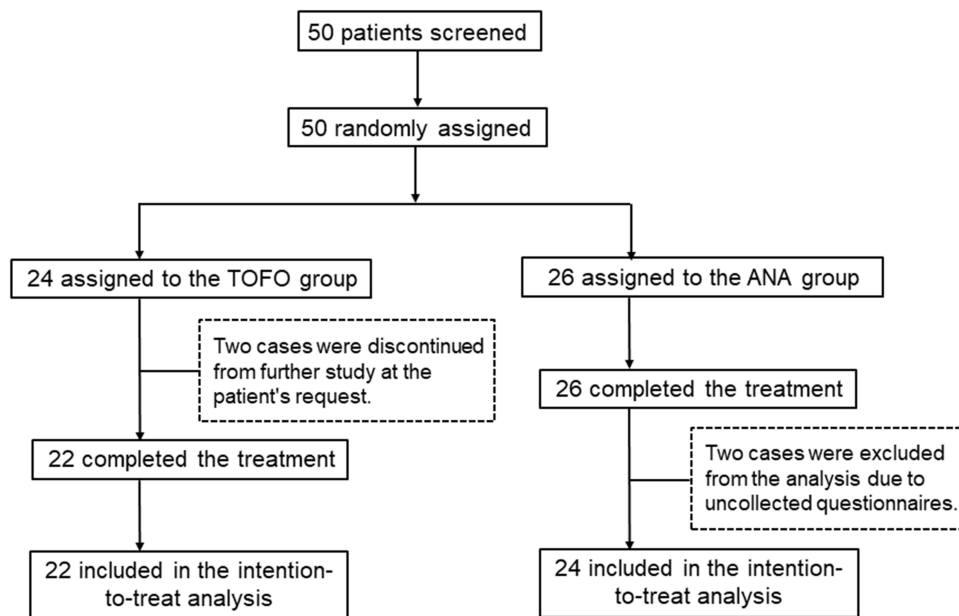 50 patients screened
50 randomly assigned
24 assigned to the TOFO group
26 assigned to the ANA group
Two cases were discontinued
from further study at the
patient's request.
26 completed the treatment
22 completed the treatment
Two cases were excluded
from the analysis due to
uncollected questionnaires.
22 included in the intention-
to-treat analysis
24 included in the intention-
to-treat analysis